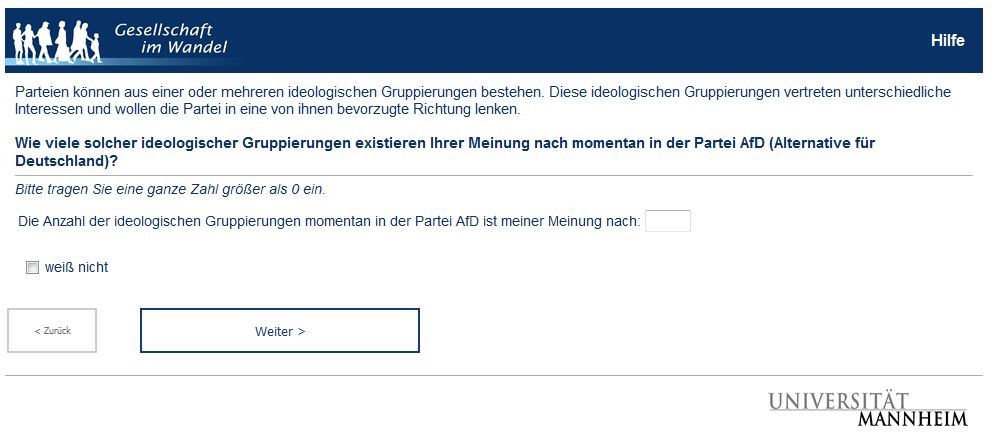 Gesellschaft
im Wandel
Hilfe
Parteien können aus einer oder mehreren ideologischen Gruppierungen bestehen. Diese ideologischen Gruppierungen vertreten unterschiedliche
Interessen und wollen die Partei in eine von ihnen bevorzugte Richtung lenken.
Wie viele solcher ideologischer Gruppierungen existieren Ihrer Meinung nach momentan in der Partei AfD (Alternative für
Deutschland)?
Bitte tragen Sie eine ganze Zahl größer als 0 ein.
Die Anzahl der ideologischen Gruppierungen momentan in der Partei AfD ist meiner Meinung nach:
weiß nicht
< Zurück
Weiter >
UNIVERSITÄT
MANNHEIM